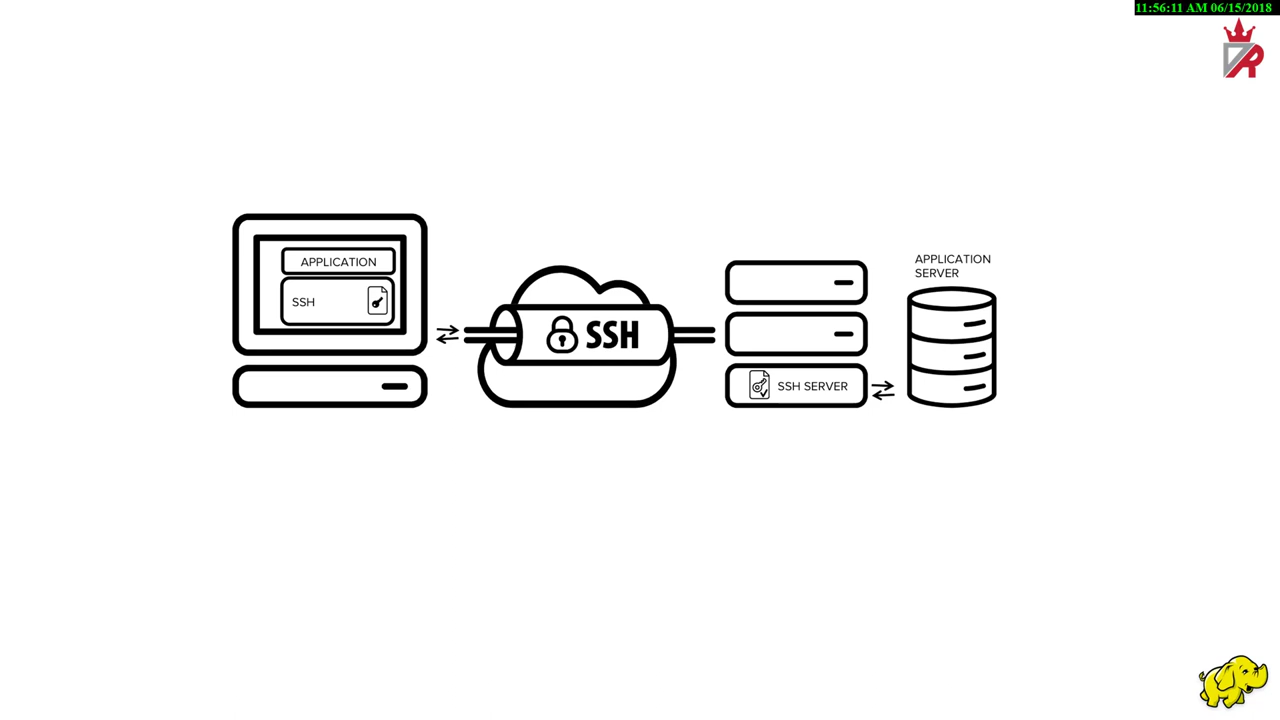 11:56:11 AM 06/15/2018
APPLICATION
SSH
SSH
SSH SERVER
APPLICATION
SERVER